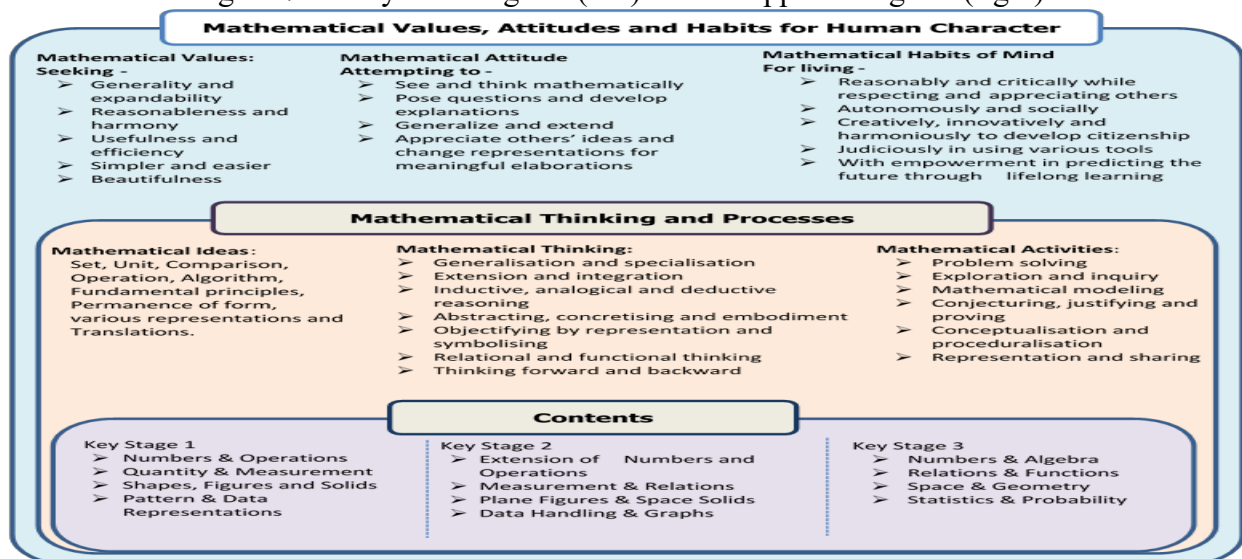 Mathematical Values, Attitudes and Habits for Human Character
Mathematical Values:
Seeking -
➢ Generality and
expandability
➢ Reasonableness and
harmony
➢ Usefulness and
efficiency
➢ Simpler and easier
➢ Beautifulness
Mathematical Attitude
Attempting to -
➢ See and think mathematically
➢ Pose questions and develop
explanations
➢ Generalize and extend
➢ Appreciate others' ideas and
change representations for
meaningful elaborations
Mathematical Habits of Mind
For living -
➢ Reasonably and critically while
respecting and appreciating others
➢ Autonomously and socially
➢ Creatively, innovatively and
harmoniously to develop citizenship
➢ Judiciously in using various tools
➢ With empowerment in predicting the
future through lifelong learning
Mathematical Thinking and Processes
Mathematical Ideas:
Set, Unit, Comparison,
Operation, Algorithm,
Fundamental principles,
Permanence of form,
various representations and
Translations.
Mathematical Thinking:
➢ Generalisation and specialisation
➢ Extension and integration
➢ Inductive, analogical and deductive
reasoning
➢ Abstracting, concretising and embodiment
➢ Objectifying by representation and
symbolising
➢ Relational and functional thinking
➢ Thinking forward and backward
Mathematical Activities:
➢ Problem solving
➢ Exploration and inquiry
➢ Mathematical modeling
➢ Conjecturing, justifying and
proving
➢ Conceptualisation and
proceduralisation
➢ Representation and sharing
Contents
Key Stage 1
➢ Numbers & Operations
➢ Quantity & Measurement
➢ Shapes, Figures and Solids
➢ Pattern & Data
Representations
Key Stage 2
➢ Extension of Numbers and
Operations
➢ Measurement & Relations
➢ Plane Figures & Space Solids
➢ Data Handling & Graphs
Key Stage 3
➢ Numbers & Algebra
➢ Relations & Functions
➢ Space & Geometry
➢ Statistics & Probability